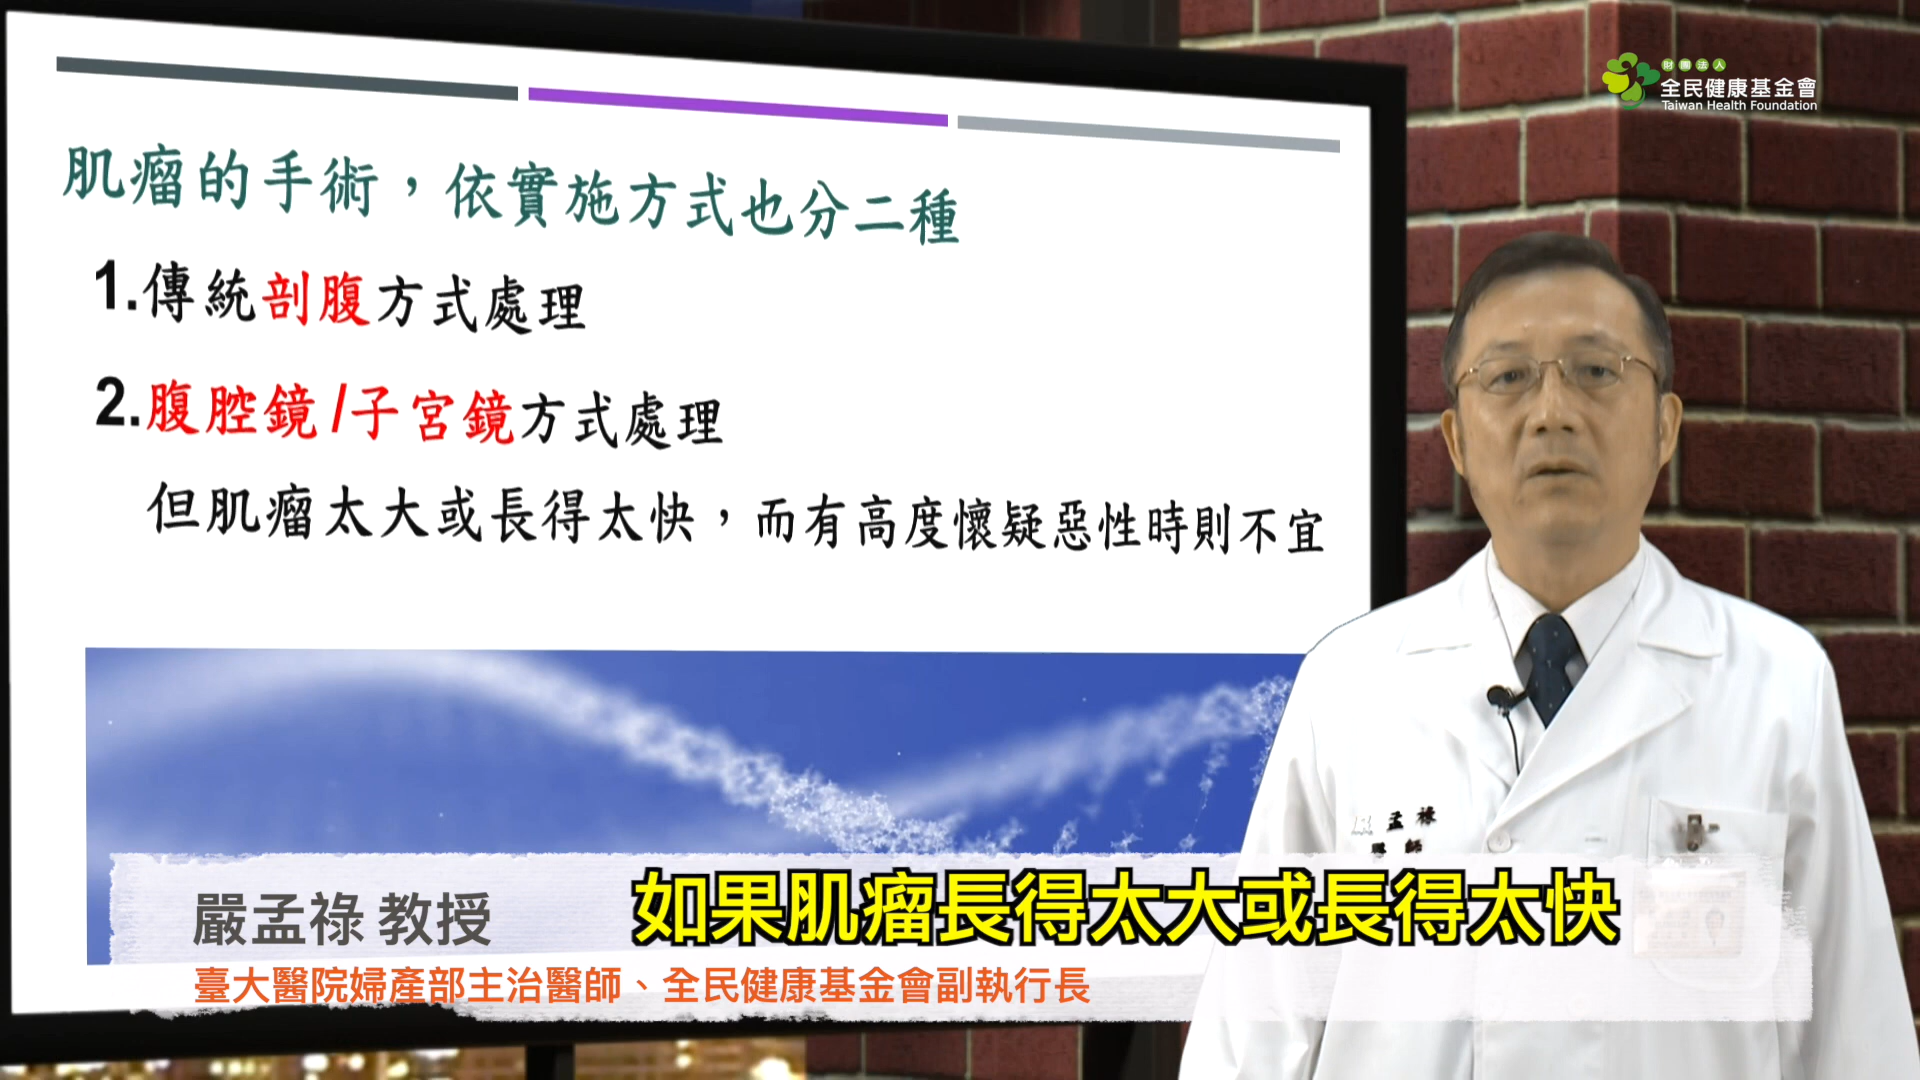 財團法人
全民健康基金會
Taiwan Health Foundation
肌瘤的手術，依實施方式也分二種
1.傳統剖腹方式處理
2.腹腔鏡/子宮鏡方式處理
但肌瘤太大或長得太快，而有高度懷疑惡性時則不宜
孟祿
醫師
如果肌瘤長得太大或長得太快
嚴孟祿 教授
臺大醫院婦產部主治醫師、全民健康基金會副執行長